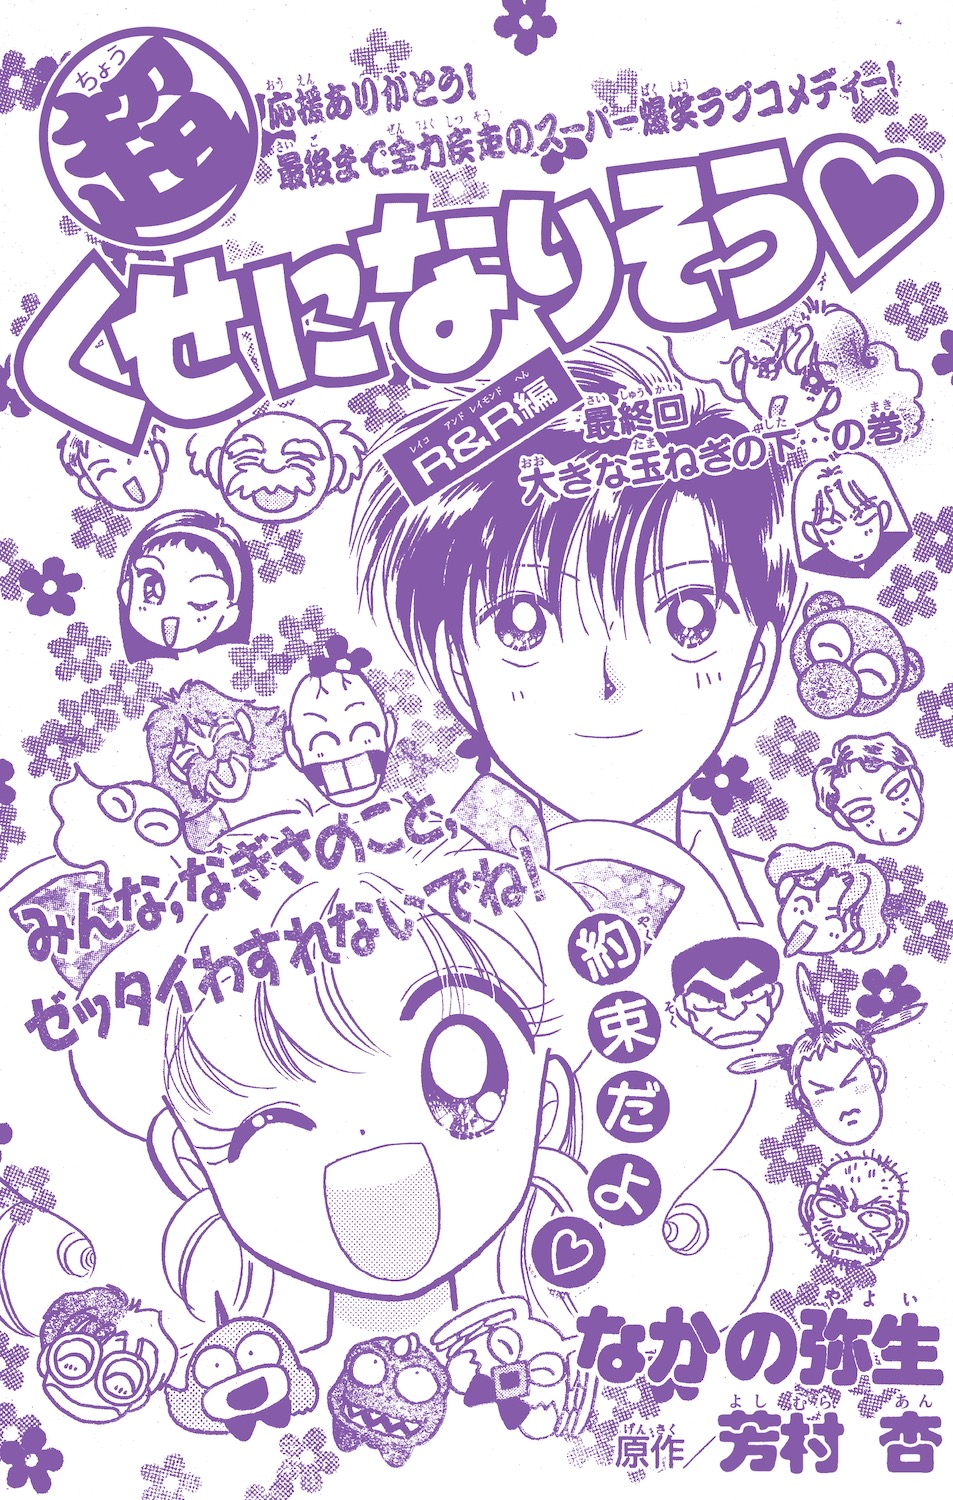 応援ありがとう!
最後まで全力疾走のスーパー爆笑ラブコメディー!
超くせになりそう♡
R&R編
最終回
大きな玉ねぎの下…の巻
みんな,なぎさのこと,
ゼッタイわすれないでね!
約束だよ♡
なかの弥生
原作/芳村 杏